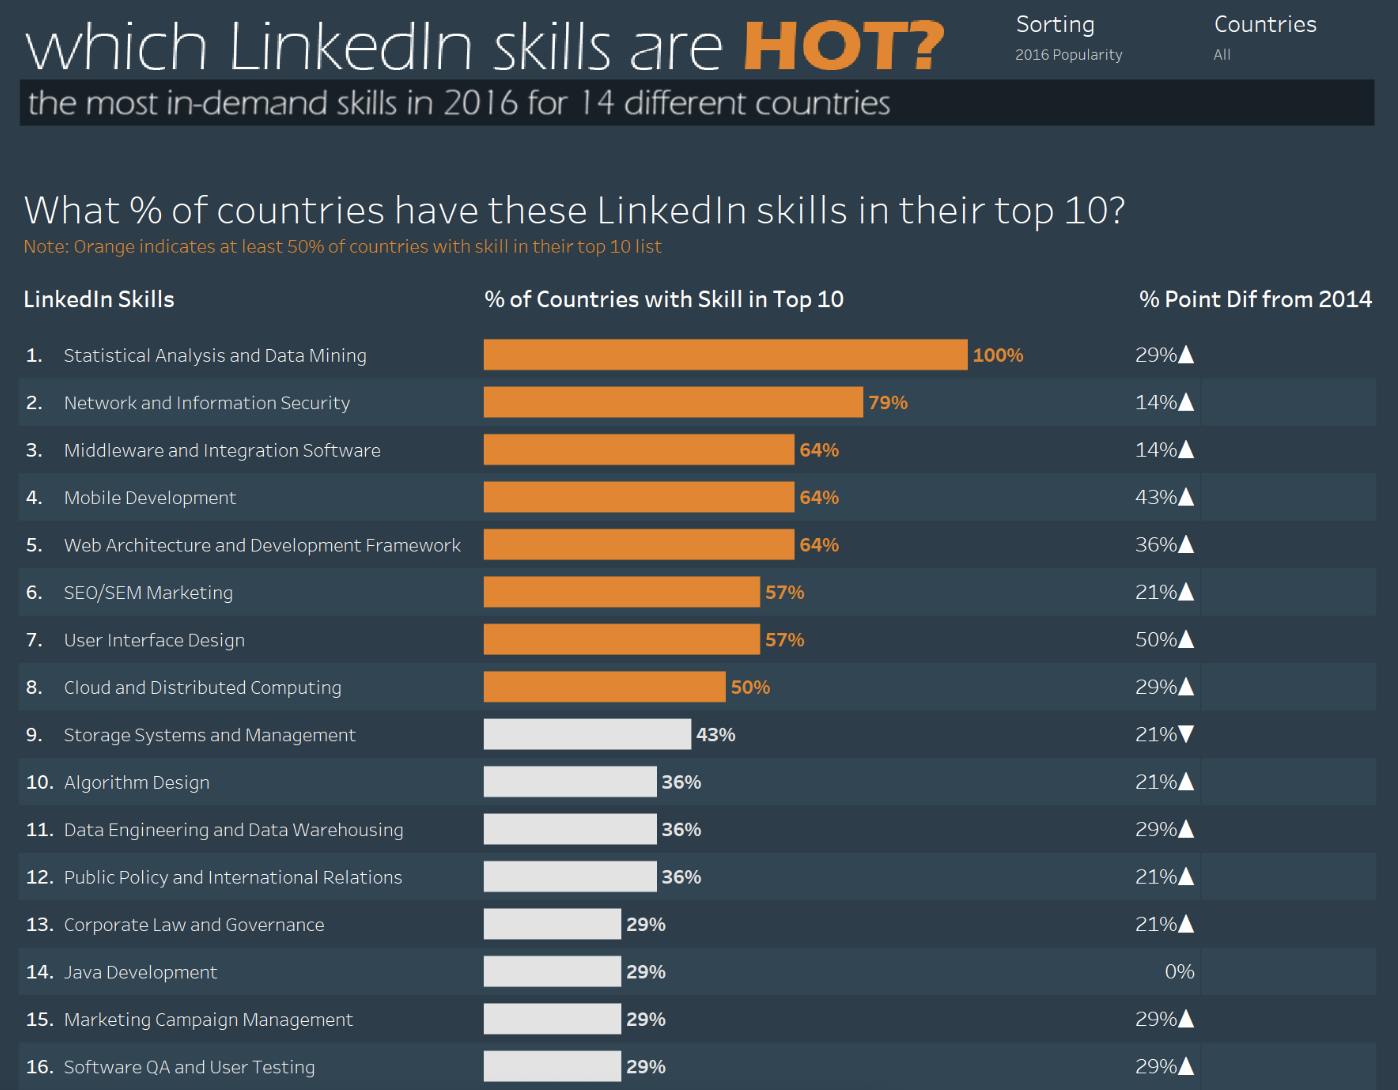 which LinkedIn skills are HOT?
Sorting
2016 Popularity
Countries
All
the most in-demand skills in 2016 for 14 different countries
What % of countries have these LinkedIn skills in their top 10?
Note: Orange indicates at least 50% of countries with skill in their top 10 list
LinkedIn Skills % of Countries with Skill in Top 10 % Point Dif from 2014
1. Statistical Analysis and Data Mining 100% 29%▲
2. Network and Information Security 79% 14%▲
3. Middleware and Integration Software 64% 14%▲
4. Mobile Development 64% 43%▲
5. Web Architecture and Development Framework 64% 36%▲
6. SEO/SEM Marketing 57% 21%▲
7. User Interface Design 57% 50%▲
8. Cloud and Distributed Computing 50% 29%▲
9. Storage Systems and Management 43% 21%▼
10. Algorithm Design 36% 21%▲
11. Data Engineering and Data Warehousing 36% 29%▲
12. Public Policy and International Relations 36% 21%▲
13. Corporate Law and Governance 29% 21%▲
14. Java Development 29% 0%
15. Marketing Campaign Management 29% 29%▲
16. Software QA and User Testing 29% 29%▲